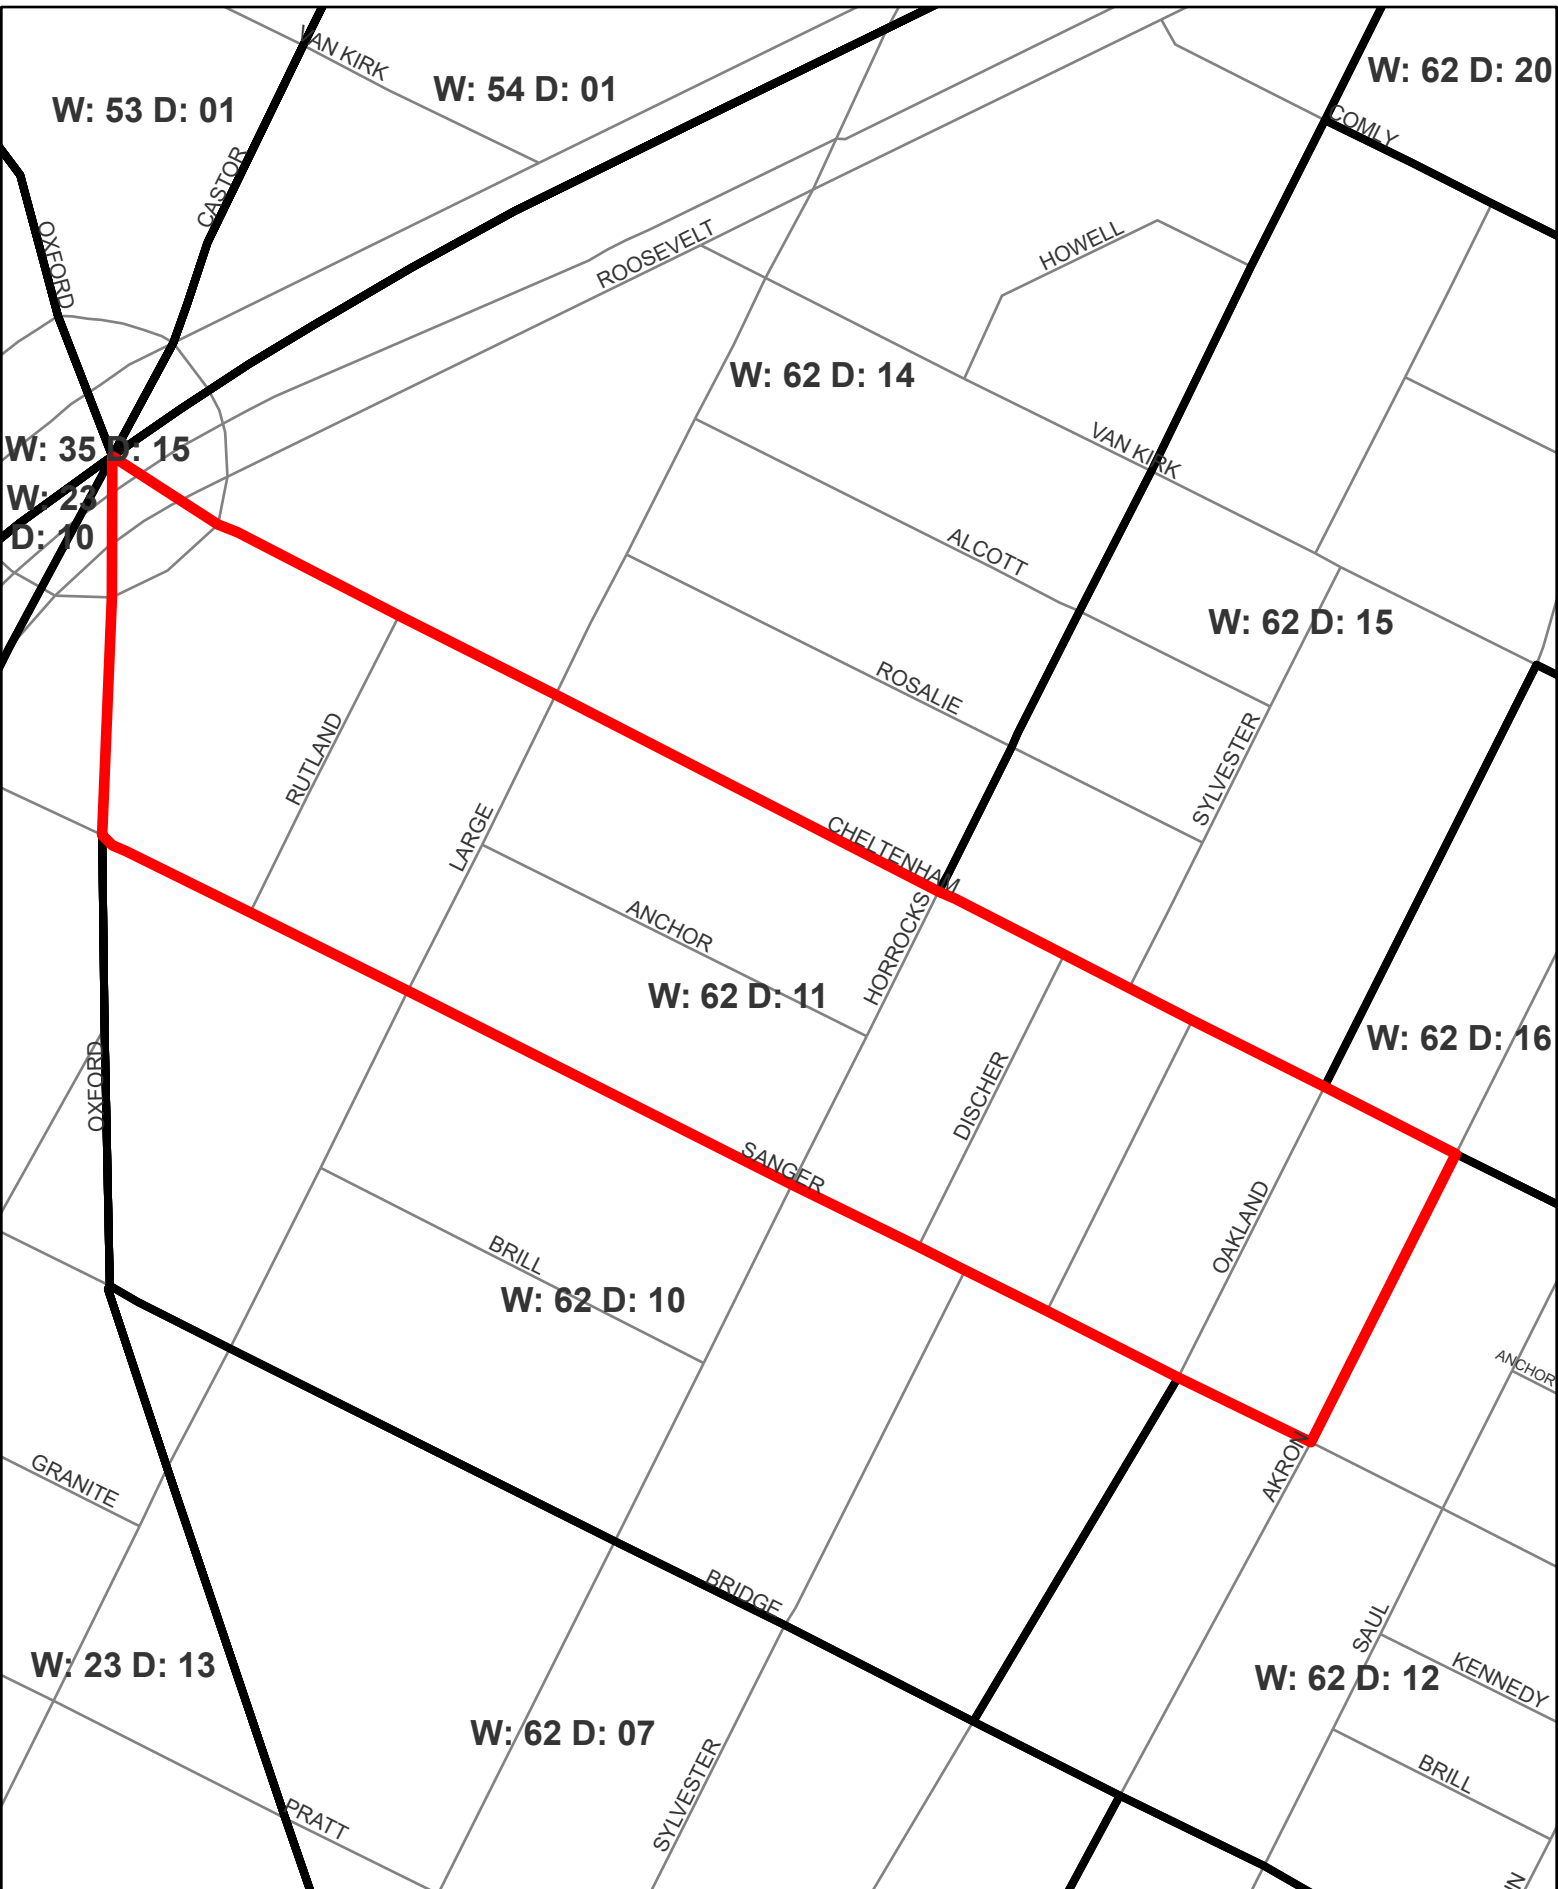 VAN KIRK
W: 54 D: 01
W: 62 D: 20
W: 53 D: 01
COMLY
CASTOR
OXFORD
ROOSEVELT
HOWELL
W: 62 D: 14
W: 35 D: 15
VAN KIRK
W: 23
D: 10
ALCOTT
W: 62 D: 15
ROSALIE
RUTLAND
SYLVESTER
LARGE
CHELTENHAM
ANCHOR
HORROCKS
W: 62 D: 11
W: 62 D: 16
OXFORD
DISCHER
SANGER
OAKLAND
BRILL
W: 62 D: 10
ANCHOR
GRANITE
AKRON
BRIDGE
SAUL
W: 23 D: 13
W: 62 D: 12
KENNEDY
W: 62 D: 07
SYLVESTER
BRILL
PRATT